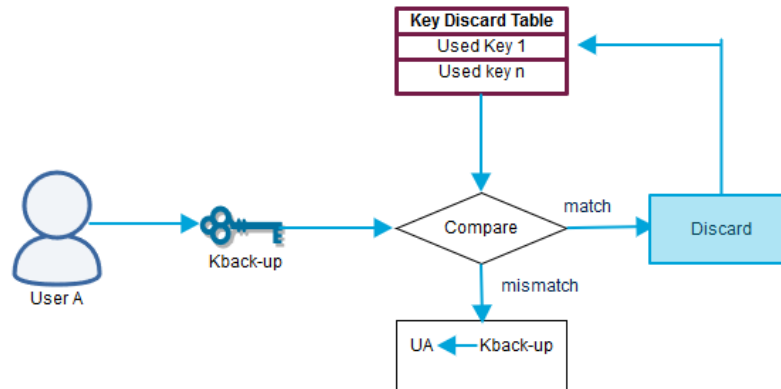 Key Discard Table
Used Key 1
Used key n
match
Compare
Discard
Kback-up
mismatch
User A
UA Kback-up